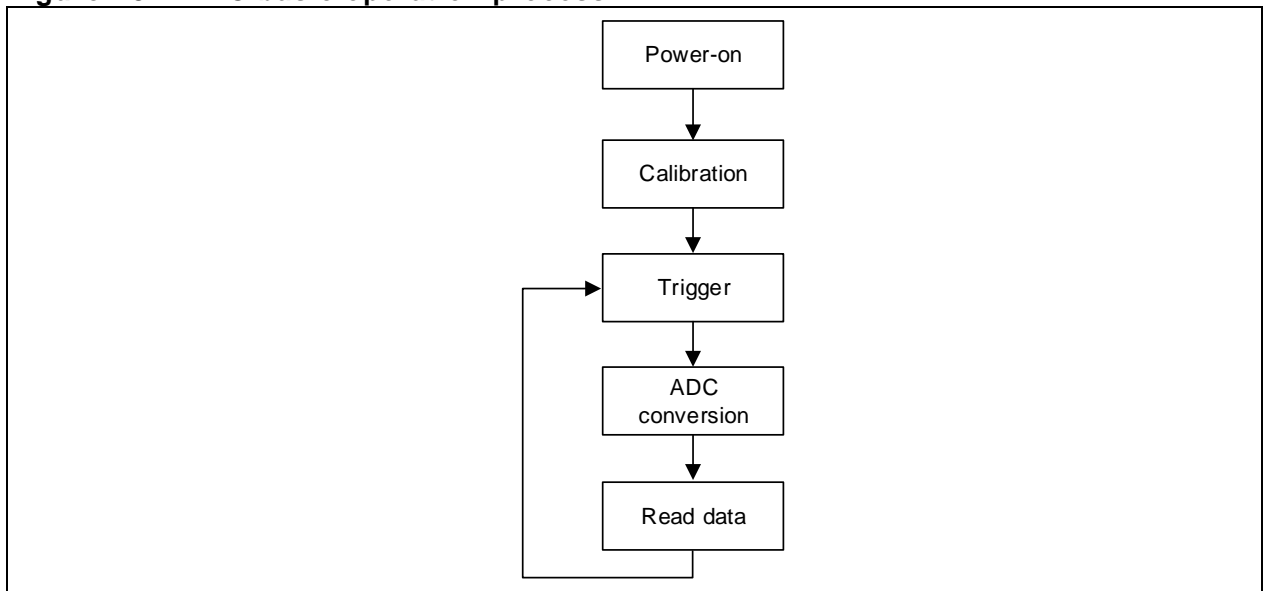 Power-on
Calibration
Trigger
ADC
conversion
Read data